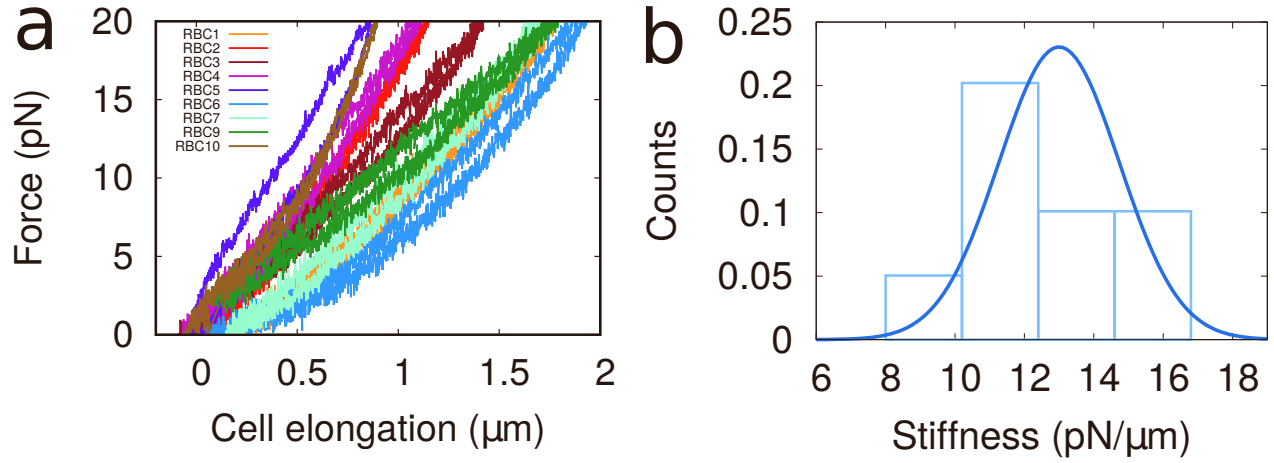 a
Force (pN)
20
15
10
5
0
RBC1
RBC2
RBC3
RBC4
RBC5
RBC6
RBC7
RBC9
RBC10
0 0.5 1 1.5 2
Cell elongation (μm)
b
Counts
0.25
0.2
0.15
0.1
0.05
0
6 8 10 12 14 16 18
Stiffness (pN/μm)